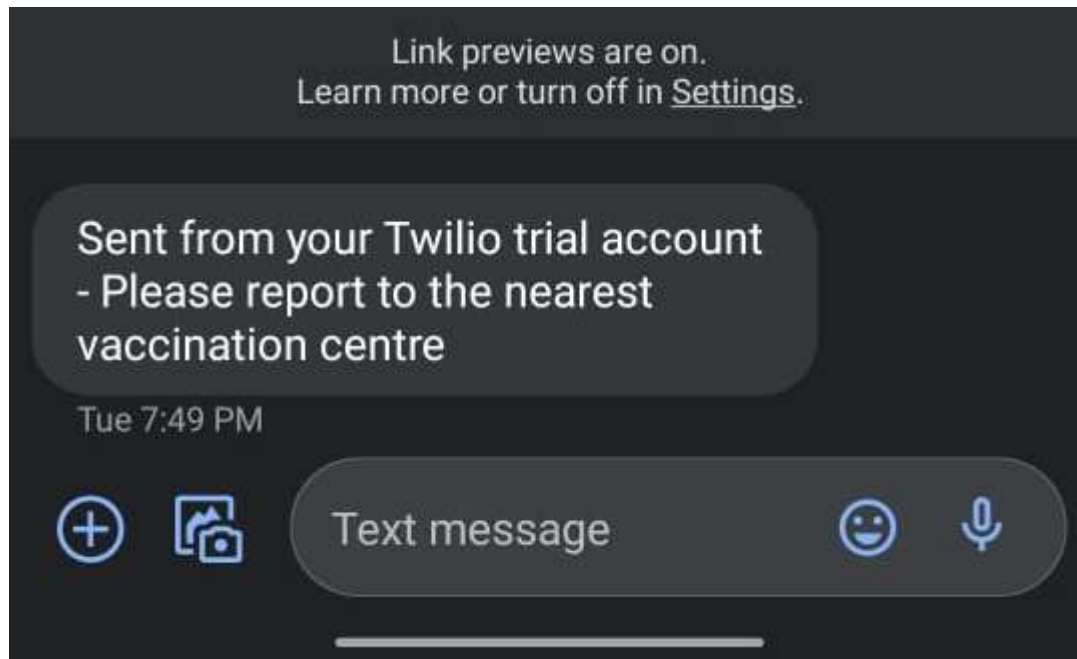 Link previews are on.
Learn more or turn off in Settings.
Sent from your Twilio trial account
- Please report to the nearest
vaccination centre
Tue 7:49 PM
Text message